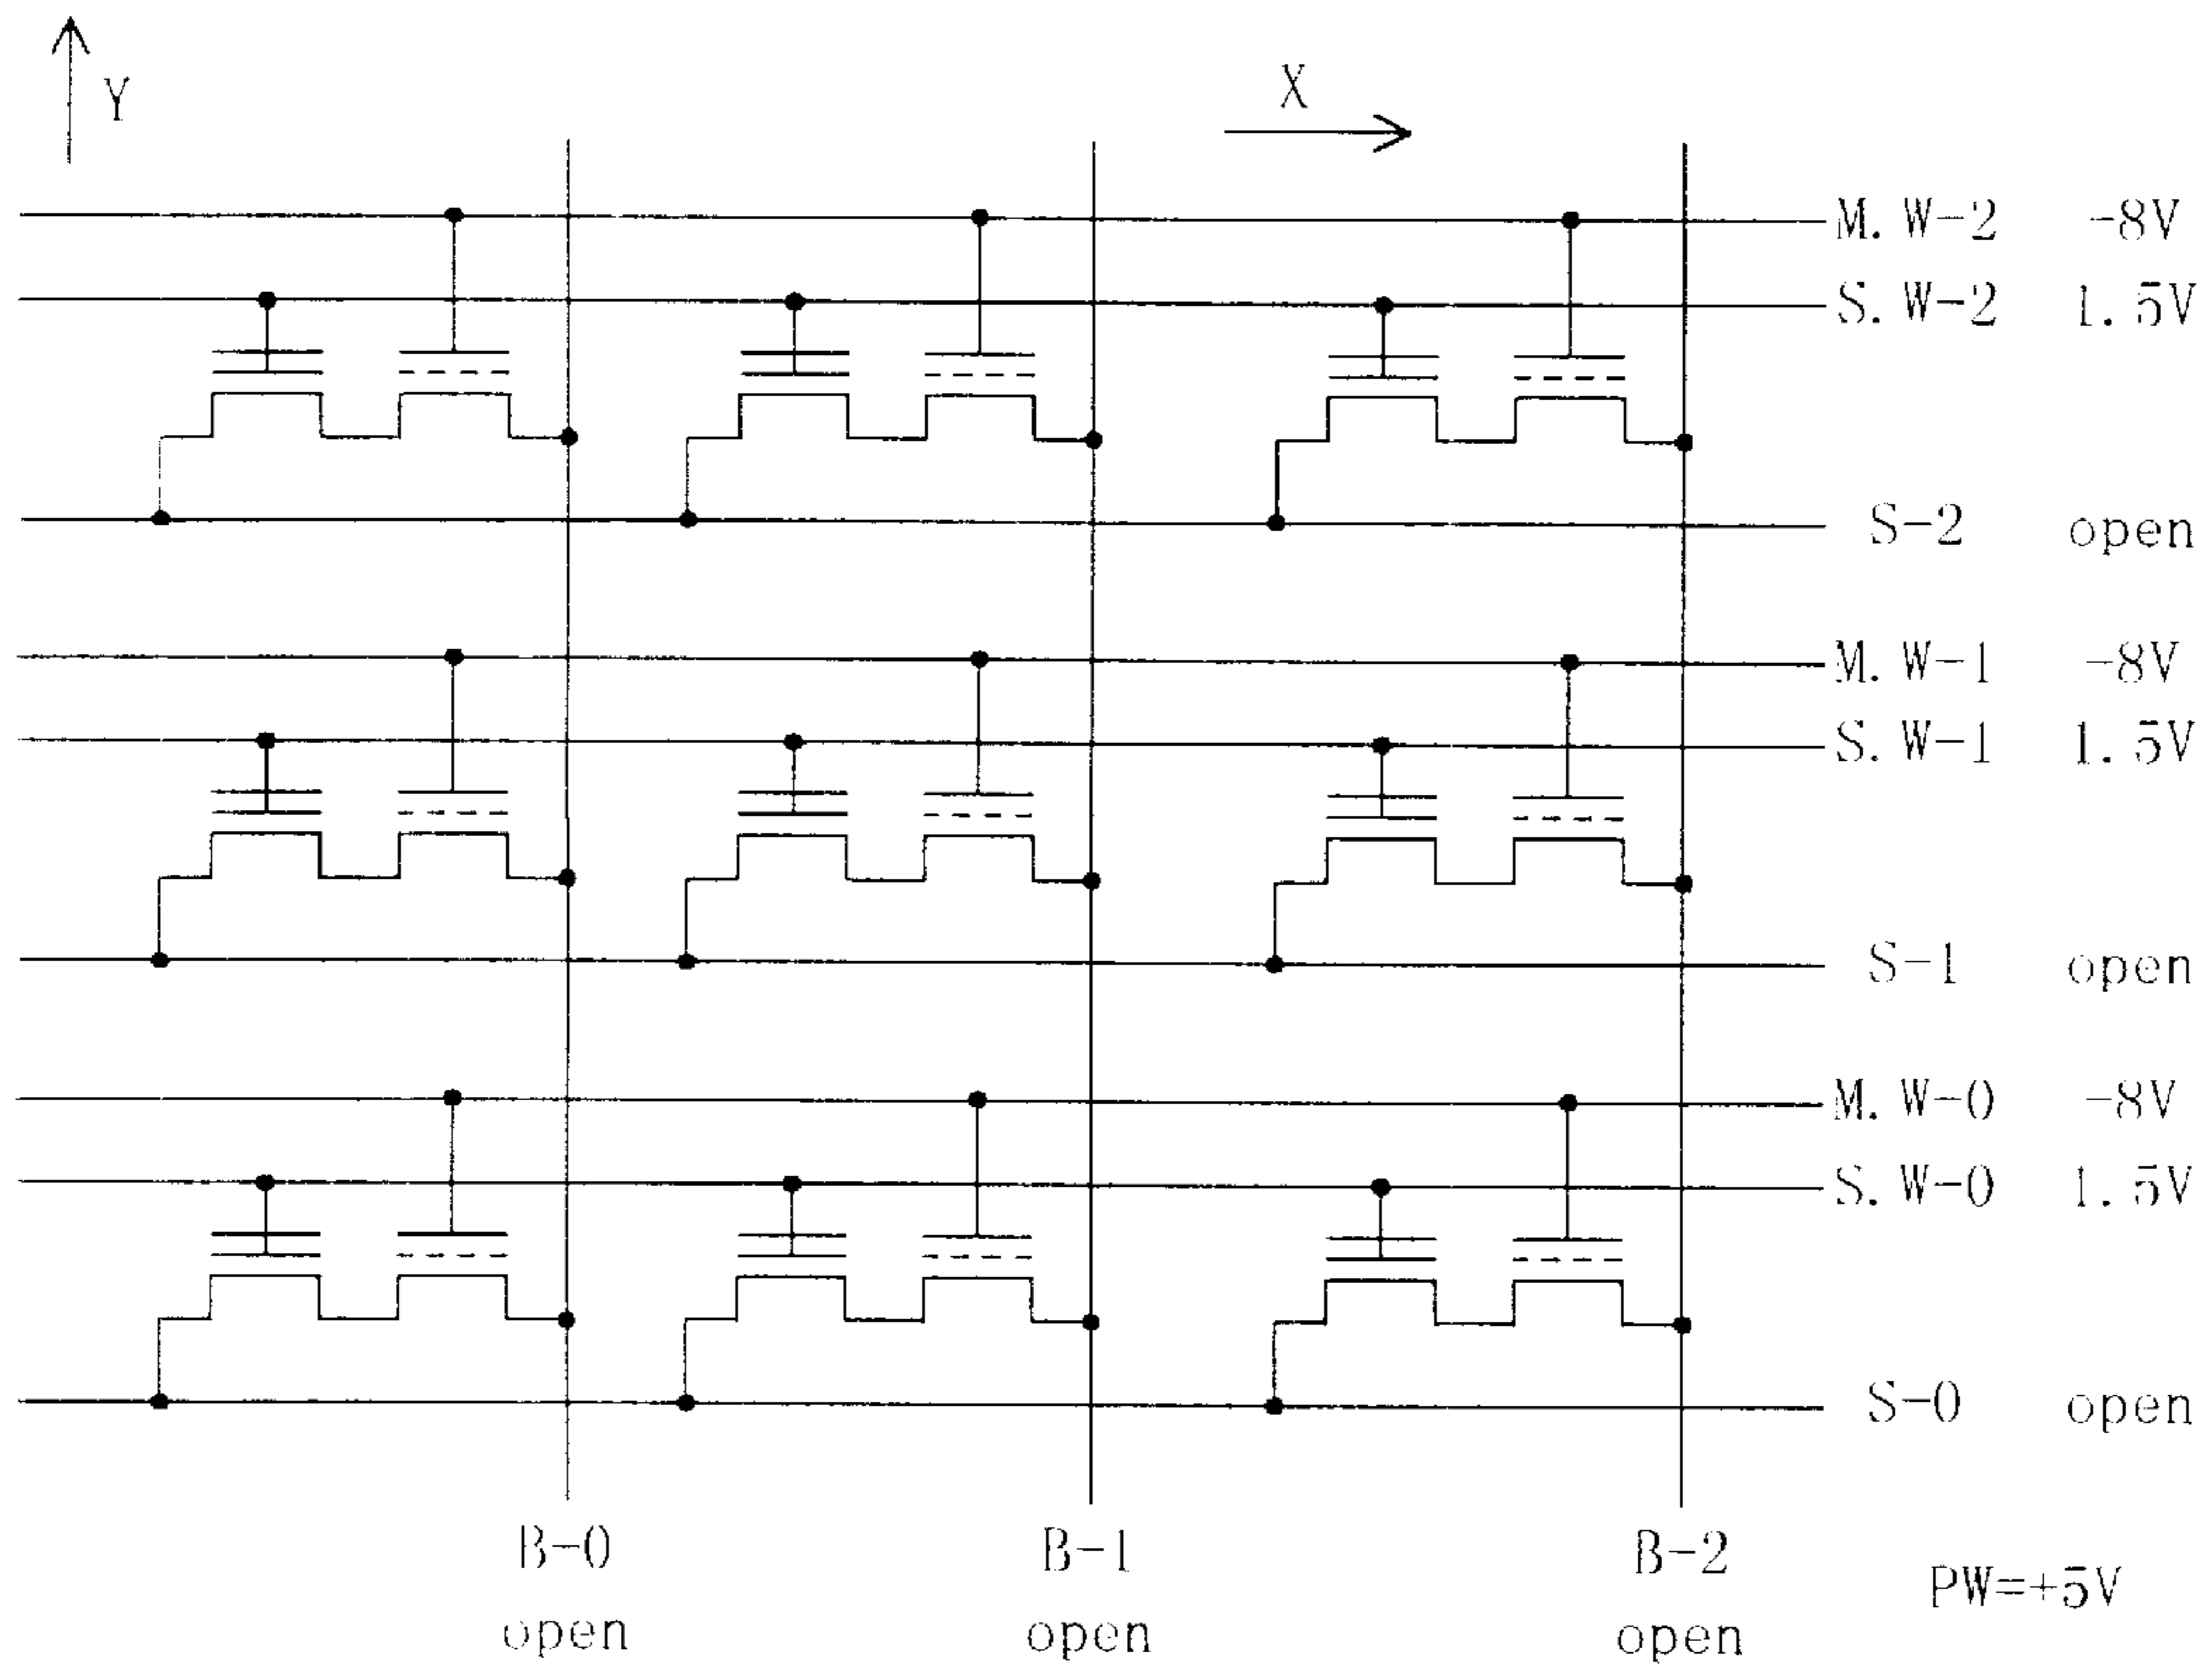 Y
X
M. W-2 -8V
S. W-2 1.5V
S-2 open
M. W-1 -8V
S. W-1 1.5V
S-1 open
M. W-0 -8V
S. W-0 1.5V
S-0 open
B-0 B-1 B-2
PW=+5V
open open open